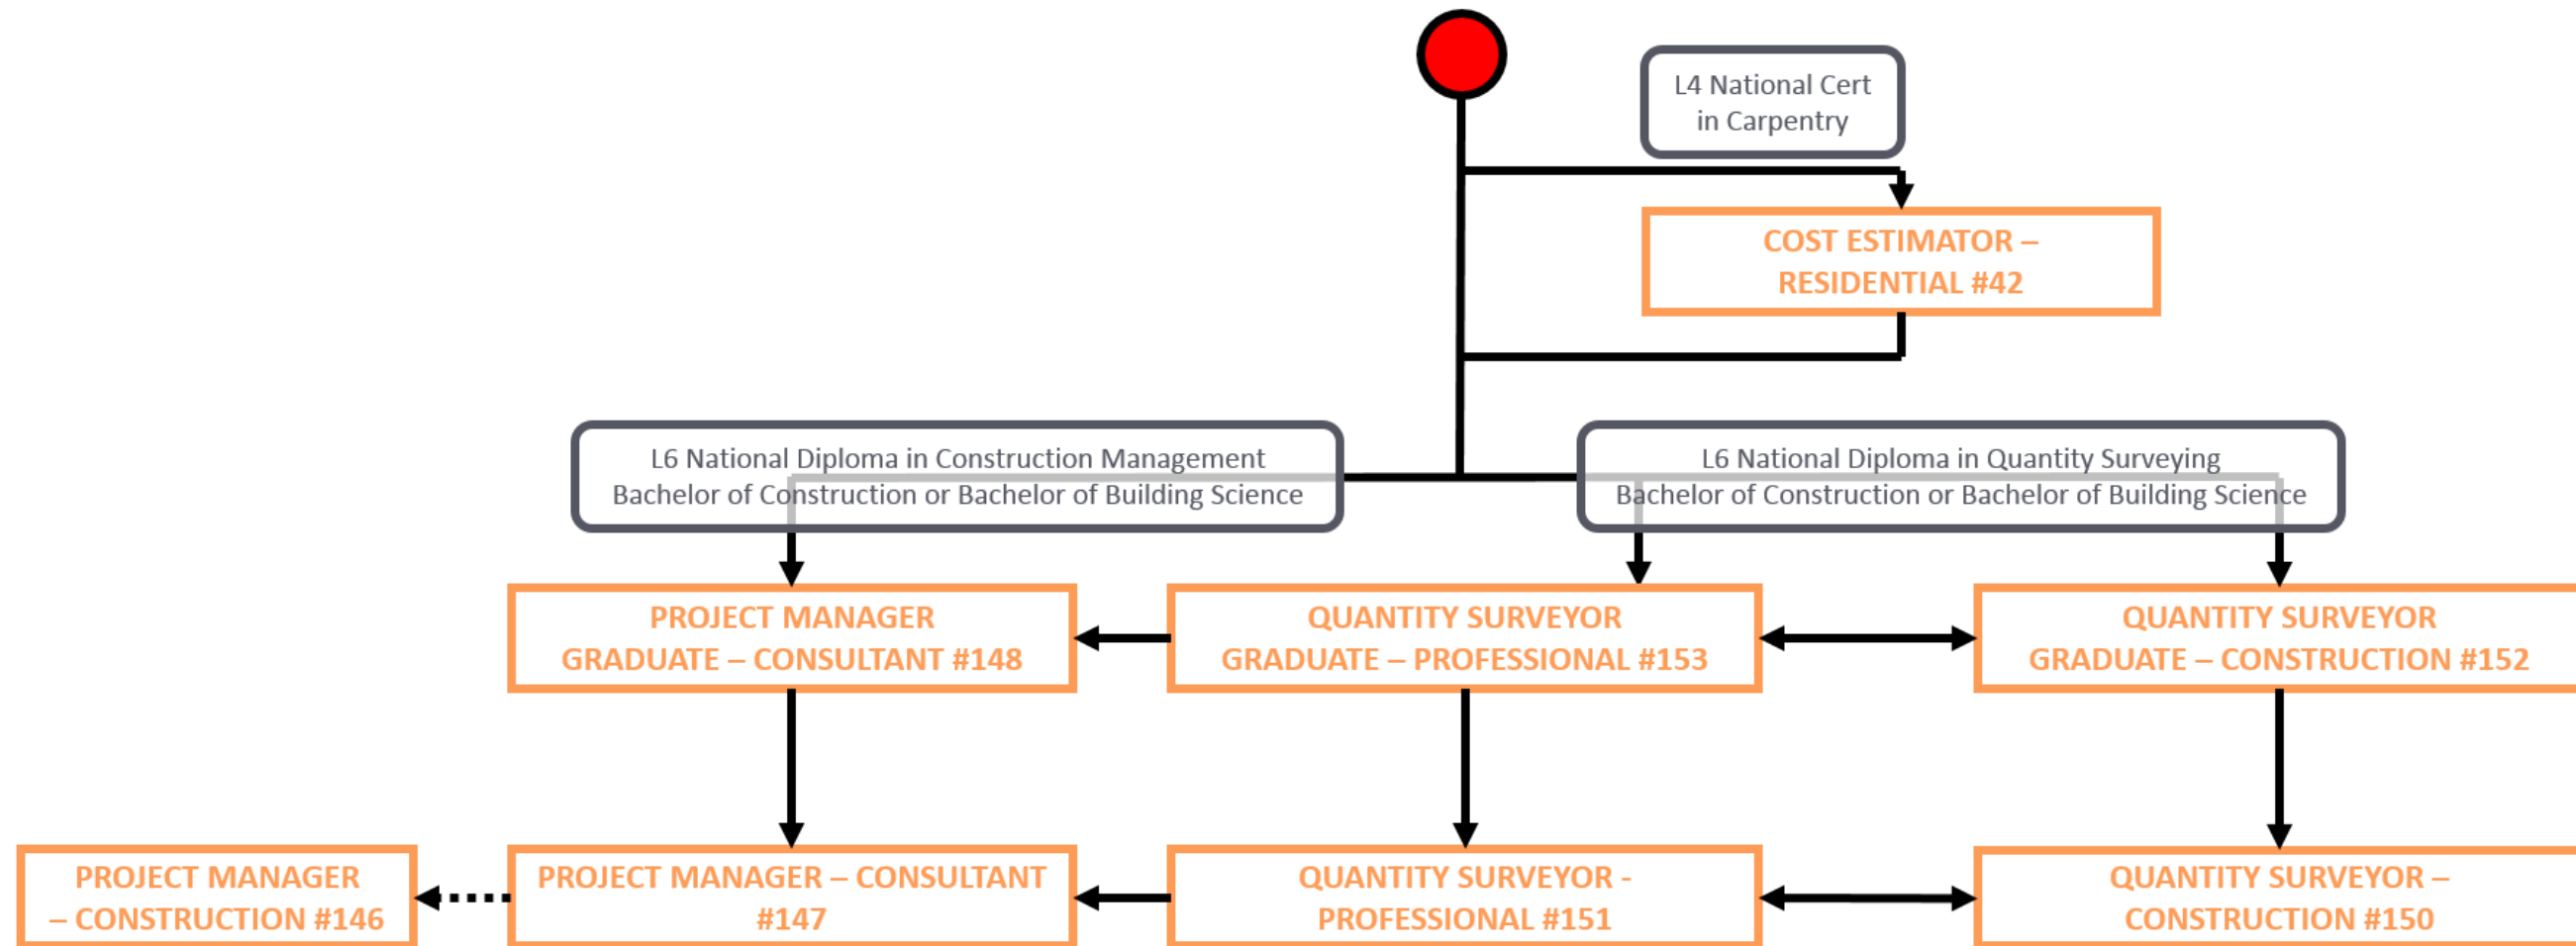 L4 National Cert
in Carpentry
COST ESTIMATOR –
RESIDENTIAL #42
L6 National Diploma in Construction Management
Bachelor of Construction or Bachelor of Building Science
L6 National Diploma in Quantity Surveying
Bachelor of Construction or Bachelor of Building Science
PROJECT MANAGER
GRADUATE – CONSULTANT #148
QUANTITY SURVEYOR
GRADUATE – PROFESSIONAL #153
QUANTITY SURVEYOR
GRADUATE – CONSTRUCTION #152
PROJECT MANAGER
– CONSTRUCTION #146
PROJECT MANAGER – CONSULTANT
#147
QUANTITY SURVEYOR -
PROFESSIONAL #151
QUANTITY SURVEYOR –
CONSTRUCTION #150